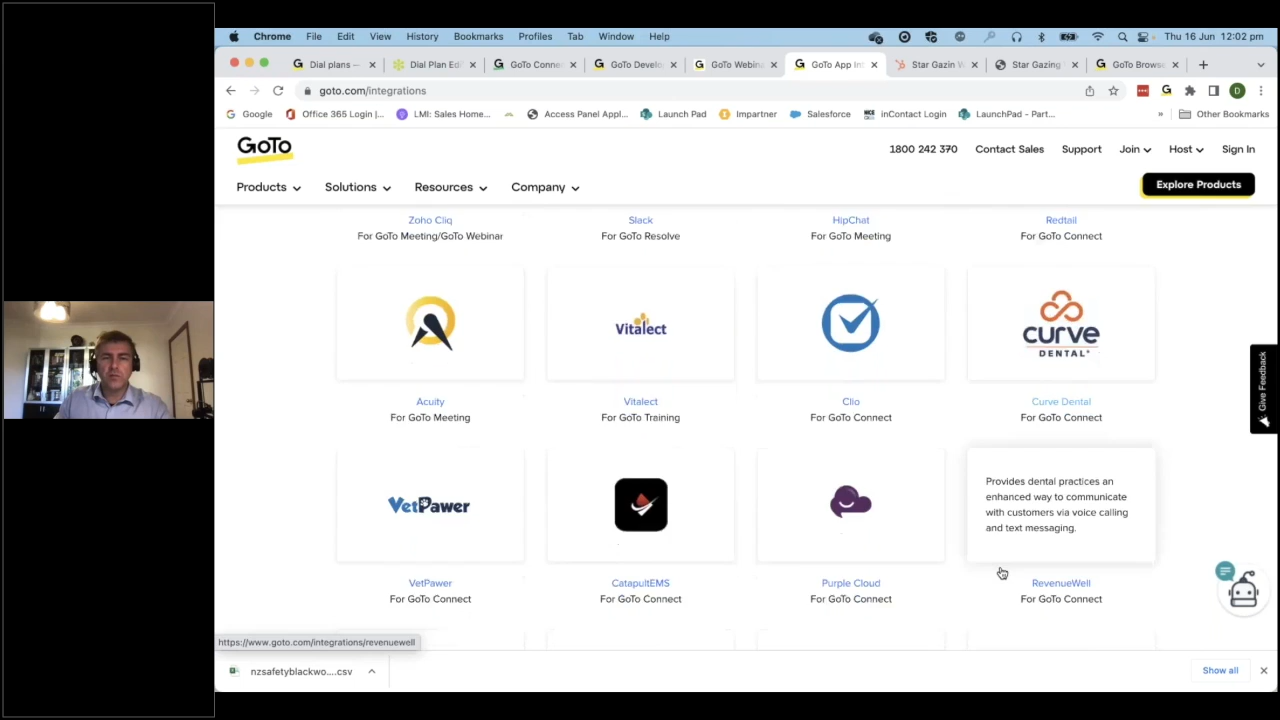 Chrome File Edit View History Bookmarks Profiles Tab Window Help Thu 16 Jun 12:02 pm
Dial plans – Dial Plan Edi GoTo Conne GoTo Develo GoTo Webina GoTo App Int Star Gazin W Star Gazing GoTo Browse
goto.com/integrations D
Google Office 365 Login |... LMI: Sales Home... Access Panel Appl... Launch Pad Impartner Salesforce inContact Login LaunchPad - Part... » Other Bookmarks
GoTo 1800 242 370 Contact Sales Support Join Host Sign In
Products Solutions Resources Company Explore Products
Zoho Cliq Slack HipChat Redtail
For GoTo Meeting/GoTo Webinar For GoTo Resolve For GoTo Meeting For GoTo Connect
Vitalect curve
DENTAL
Give Feedback
Acuity Vitalect Clio Curve Dental
For GoTo Meeting For GoTo Training For GoTo Connect For GoTo Connect
VetPawer
Provides dental practices an
enhanced way to communicate
with customers via voice calling
and text messaging.
VetPawer CatapultEMS Purple Cloud RevenueWell
For GoTo Connect For GoTo Connect For GoTo Connect For GoTo Connect
https://www.goto.com/integrations/revenuewell
nzsafetyblackwo....csv Show all